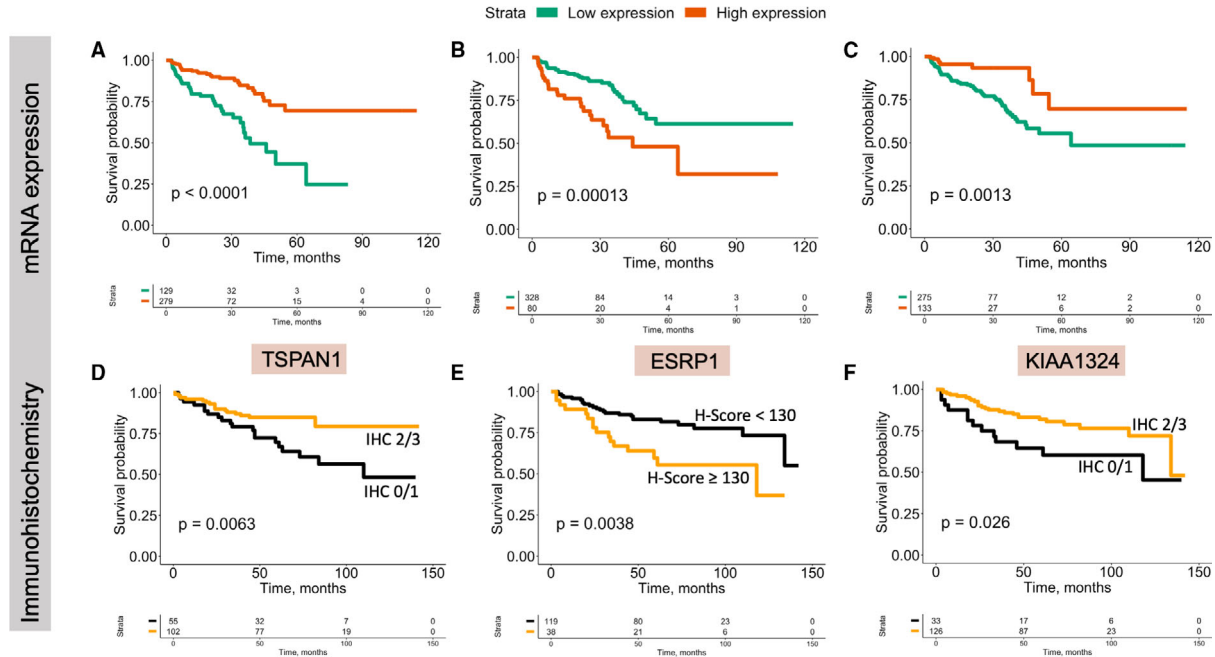 Strata Low expression High expression
mRNA expression
A
Survival probability
1.00
0.75
0.50
0.25
0.00
p < 0.0001
0 30 60 90 120
Time, months
Strata
129 32 3 0 0
279 72 15 4 0
0 30 60 90 120
Time, months
B
Survival probability
1.00
0.75
0.50
0.25
0.00
p = 0.00013
0 30 60 90 120
Time, months
Strata
328 84 14 3 0
80 20 4 1 0
0 30 60 90 120
Time, months
C
Survival probability
1.00
0.75
0.50
0.25
0.00
p = 0.0013
0 30 60 90 120
Time, months
Strata
275 77 12 2 0
133 27 6 2 0
0 30 60 90 120
Time, months
Immunohistochemistry
TSPAN1
D
Survival probability
1.00
0.75
0.50
0.25
0.00
IHC 2/3
IHC 0/1
p = 0.0063
0 50 100 150
Time, months
Strata
55 32 7 0
102 77 19 0
0 50 100 150
Time, months
ESRP1
E
Survival probability
1.00
0.75
0.50
0.25
0.00
H-Score < 130
H-Score ≥ 130
p = 0.0038
0 50 100 150
Time, months
Strata
119 80 23 0
38 21 6 0
0 50 100 150
Time, months
KIAA1324
F
Survival probability
1.00
0.75
0.50
0.25
0.00
IHC 2/3
IHC 0/1
p = 0.026
0 50 100 150
Time, months
Strata
33 17 6 0
126 87 23 0
0 50 100 150
Time, months